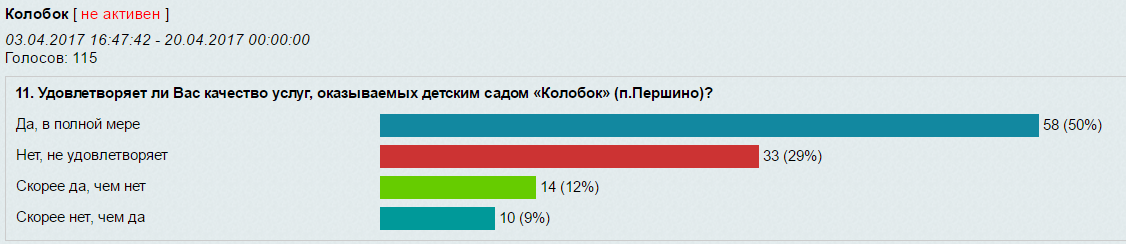 Колобок [ не активен ]
03.04.2017 16:47:42 - 20.04.2017 00:00:00
Голосов: 115
11. Удовлетворяет ли Вас качество услуг, оказываемых детским садом «Колобок» (п.Першино)?
Да, в полной мере 58 (50%)
Нет, не удовлетворяет 33 (29%)
Скорее да, чем нет 14 (12%)
Скорее нет, чем да 10 (9%)